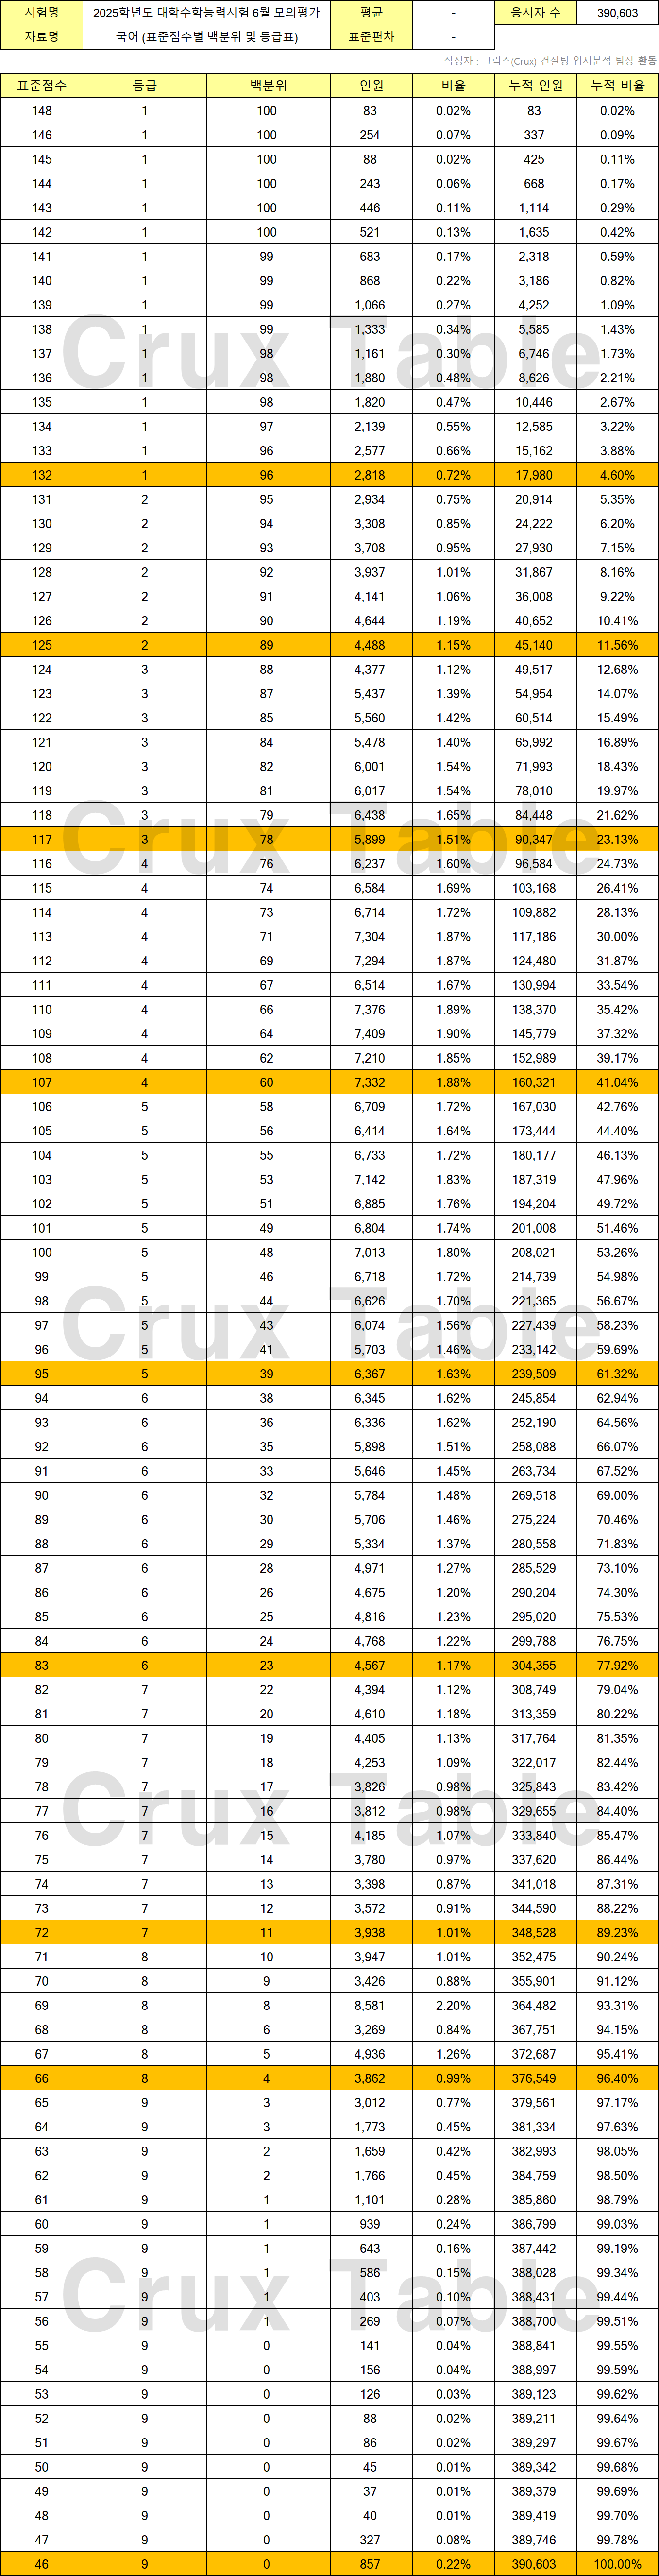 시험명 2025학년도 대학수학능력시험 6월 모의평가 평균 - 응시자 수 390,603
자료명 국어 (표준점수별 백분위 및 등급표) 표준편차 -
작성자 : 크럭스(Crux) 컨설팅 입시분석 팀장 환동
표준점수 등급 백분위 인원 비율 누적 인원 누적 비율
148 1 100 83 0.02% 83 0.02%
146 1 100 254 0.07% 337 0.09%
145 1 100 88 0.02% 425 0.11%
144 1 100 243 0.06% 668 0.17%
143 1 100 446 0.11% 1,114 0.29%
142 1 100 521 0.13% 1,635 0.42%
141 1 99 683 0.17% 2,318 0.59%
140 1 99 868 0.22% 3,186 0.82%
139 1 99 1,066 0.27% 4,252 1.09%
138 1 99 1,333 0.34% 5,585 1.43%
137 1 98 1,161 0.30% 6,746 1.73%
136 1 98 1,880 0.48% 8,626 2.21%
135 1 98 1,820 0.47% 10,446 2.67%
134 1 97 2,139 0.55% 12,585 3.22%
133 1 96 2,577 0.66% 15,162 3.88%
132 1 96 2,818 0.72% 17,980 4.60%
131 2 95 2,934 0.75% 20,914 5.35%
130 2 94 3,308 0.85% 24,222 6.20%
129 2 93 3,708 0.95% 27,930 7.15%
128 2 92 3,937 1.01% 31,867 8.16%
127 2 91 4,141 1.06% 36,008 9.22%
126 2 90 4,644 1.19% 40,652 10.41%
125 2 89 4,488 1.15% 45,140 11.56%
124 3 88 4,377 1.12% 49,517 12.68%
123 3 87 5,437 1.39% 54,954 14.07%
122 3 85 5,560 1.42% 60,514 15.49%
121 3 84 5,478 1.40% 65,992 16.89%
120 3 82 6,001 1.54% 71,993 18.43%
119 3 81 6,017 1.54% 78,010 19.97%
118 3 79 6,438 1.65% 84,448 21.62%
117 3 78 5,899 1.51% 90,347 23.13%
116 4 76 6,237 1.60% 96,584 24.73%
115 4 74 6,584 1.69% 103,168 26.41%
114 4 73 6,714 1.72% 109,882 28.13%
113 4 71 7,304 1.87% 117,186 30.00%
112 4 69 7,294 1.87% 124,480 31.87%
111 4 67 6,514 1.67% 130,994 33.54%
110 4 66 7,376 1.89% 138,370 35.42%
109 4 64 7,409 1.90% 145,779 37.32%
108 4 62 7,210 1.85% 152,989 39.17%
107 4 60 7,332 1.88% 160,321 41.04%
106 5 58 6,709 1.72% 167,030 42.76%
105 5 56 6,414 1.64% 173,444 44.40%
104 5 55 6,733 1.72% 180,177 46.13%
103 5 53 7,142 1.83% 187,319 47.96%
102 5 51 6,885 1.76% 194,204 49.72%
101 5 49 6,804 1.74% 201,008 51.46%
100 5 48 7,013 1.80% 208,021 53.26%
99 5 46 6,718 1.72% 214,739 54.98%
98 5 44 6,626 1.70% 221,365 56.67%
97 5 43 6,074 1.56% 227,439 58.23%
96 5 41 5,703 1.46% 233,142 59.69%
95 5 39 6,367 1.63% 239,509 61.32%
94 6 38 6,345 1.62% 245,854 62.94%
93 6 36 6,336 1.62% 252,190 64.56%
92 6 35 5,898 1.51% 258,088 66.07%
91 6 33 5,646 1.45% 263,734 67.52%
90 6 32 5,784 1.48% 269,518 69.00%
89 6 30 5,706 1.46% 275,224 70.46%
88 6 29 5,334 1.37% 280,558 71.83%
87 6 28 4,971 1.27% 285,529 73.10%
86 6 26 4,675 1.20% 290,204 74.30%
85 6 25 4,816 1.23% 295,020 75.53%
84 6 24 4,768 1.22% 299,788 76.75%
83 6 23 4,567 1.17% 304,355 77.92%
82 7 22 4,394 1.12% 308,749 79.04%
81 7 20 4,610 1.18% 313,359 80.22%
80 7 19 4,405 1.13% 317,764 81.35%
79 7 18 4,253 1.09% 322,017 82.44%
78 7 17 3,826 0.98% 325,843 83.42%
77 7 16 3,812 0.98% 329,655 84.40%
76 7 15 4,185 1.07% 333,840 85.47%
75 7 14 3,780 0.97% 337,620 86.44%
74 7 13 3,398 0.87% 341,018 87.31%
73 7 12 3,572 0.91% 344,590 88.22%
72 7 11 3,938 1.01% 348,528 89.23%
71 8 10 3,947 1.01% 352,475 90.24%
70 8 9 3,426 0.88% 355,901 91.12%
69 8 8 8,581 2.20% 364,482 93.31%
68 8 6 3,269 0.84% 367,751 94.15%
67 8 5 4,936 1.26% 372,687 95.41%
66 8 4 3,862 0.99% 376,549 96.40%
65 9 3 3,012 0.77% 379,561 97.17%
64 9 3 1,773 0.45% 381,334 97.63%
63 9 2 1,659 0.42% 382,993 98.05%
62 9 2 1,766 0.45% 384,759 98.50%
61 9 1 1,101 0.28% 385,860 98.79%
60 9 1 939 0.24% 386,799 99.03%
59 9 1 643 0.16% 387,442 99.19%
58 9 1 586 0.15% 388,028 99.34%
57 9 1 403 0.10% 388,431 99.44%
56 9 1 269 0.07% 388,700 99.51%
55 9 0 141 0.04% 388,841 99.55%
54 9 0 156 0.04% 388,997 99.59%
53 9 0 126 0.03% 389,123 99.62%
52 9 0 88 0.02% 389,211 99.64%
51 9 0 86 0.02% 389,297 99.67%
50 9 0 45 0.01% 389,342 99.68%
49 9 0 37 0.01% 389,379 99.69%
48 9 0 40 0.01% 389,419 99.70%
47 9 0 327 0.08% 389,746 99.78%
46 9 0 857 0.22% 390,603 100.00%
Crux Table
Crux Table
Crux Table
Crux Table
Crux Table